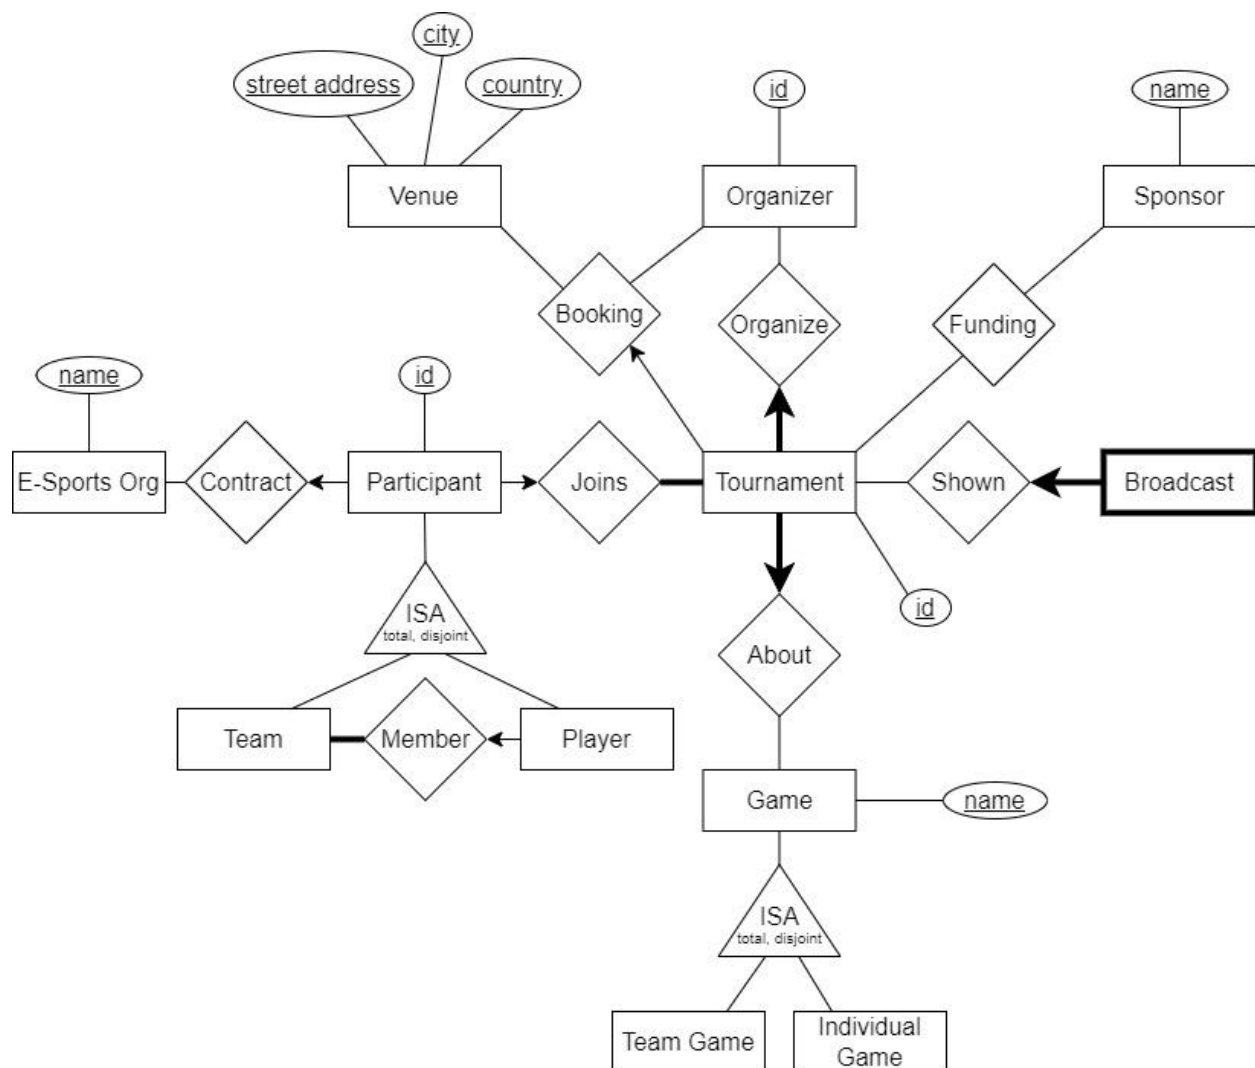 city
street address
country
id
name
Venue
Organizer
Sponsor
Booking
Organize
Funding
name
id
E-Sports Org
Contract
Participant
Joins
Tournament
Shown
Broadcast
id
ISA
total, disjoint
About
Team
Member
Player
Game
name
ISA
total, disjoint
Team Game
Individual
Game